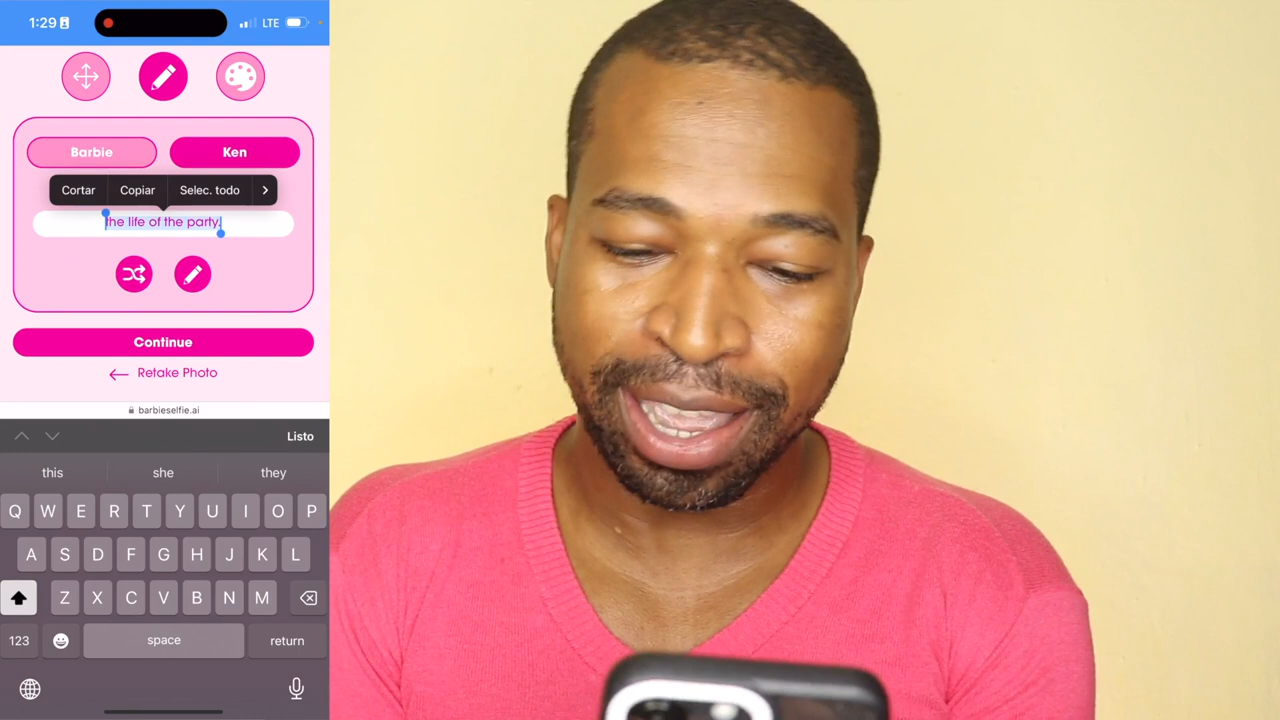 1:29 LTE
Barbie Ken
Cortar Copiar Selec. todo
the life of the party.
Continue
Retake Photo
barbieselfie.ai
Listo
this she they
Q W E R T Y U I O P
A S D F G H J K L
Z X C V B N M
123 space return